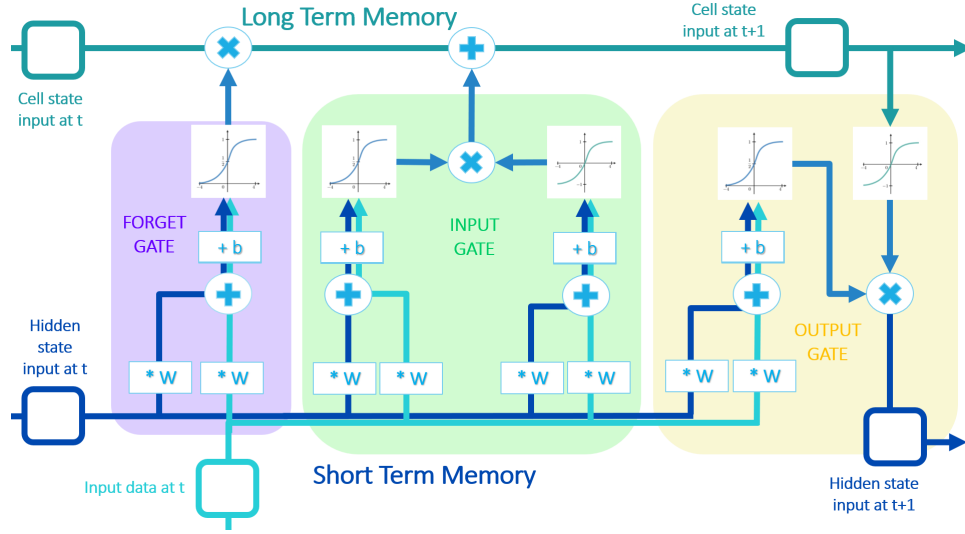 Long Term Memory
Cell state
input at t+1
Cell state
input at t
FORGET
GATE
INPUT
GATE
+ b
+ b
+ b
+ b
OUTPUT
GATE
Hidden
state
input at t
* W
* W
* W
* W
* W
* W
* W
* W
Short Term Memory
Input data at t
Hidden state
input at t+1